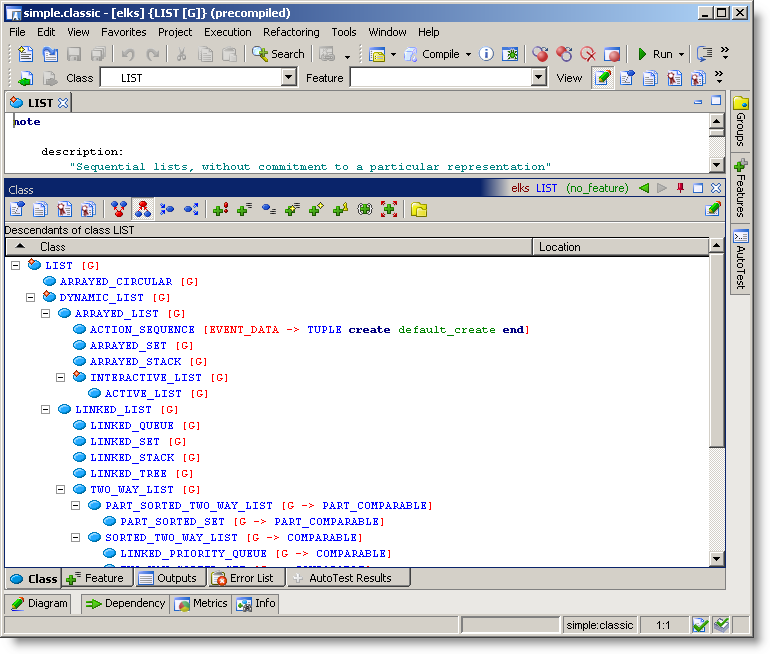 simple.classic - [elks] {LIST [G]} (precompiled)
File Edit View Favorites Project Execution Refactoring Tools Window Help
Search Compile Run
Class LIST Feature View
LIST
note
description:
"Sequential lists, without commitment to a particular representation"
Groups
Features
AutoTest
Class elks LIST (no_feature)
Descendants of class LIST
Class Location
LIST [G]
ARRAYED_CIRCULAR [G]
DYNAMIC_LIST [G]
ARRAYED_LIST [G]
ACTION_SEQUENCE [EVENT_DATA -> TUPLE create default_create end]
ARRAYED_SET [G]
ARRAYED_STACK [G]
INTERACTIVE_LIST [G]
ACTIVE_LIST [G]
LINKED_LIST [G]
LINKED_QUEUE [G]
LINKED_SET [G]
LINKED_STACK [G]
LINKED_TREE [G]
TWO_WAY_LIST [G]
PART_SORTED_TWO_WAY_LIST [G -> PART_COMPARABLE]
PART_SORTED_SET [G -> PART_COMPARABLE]
SORTED_TWO_WAY_LIST [G -> COMPARABLE]
LINKED_PRIORITY_QUEUE [G -> COMPARABLE]
Class Feature Outputs Error List AutoTest Results
Diagram Dependency Metrics Info
simple:classic 1:1